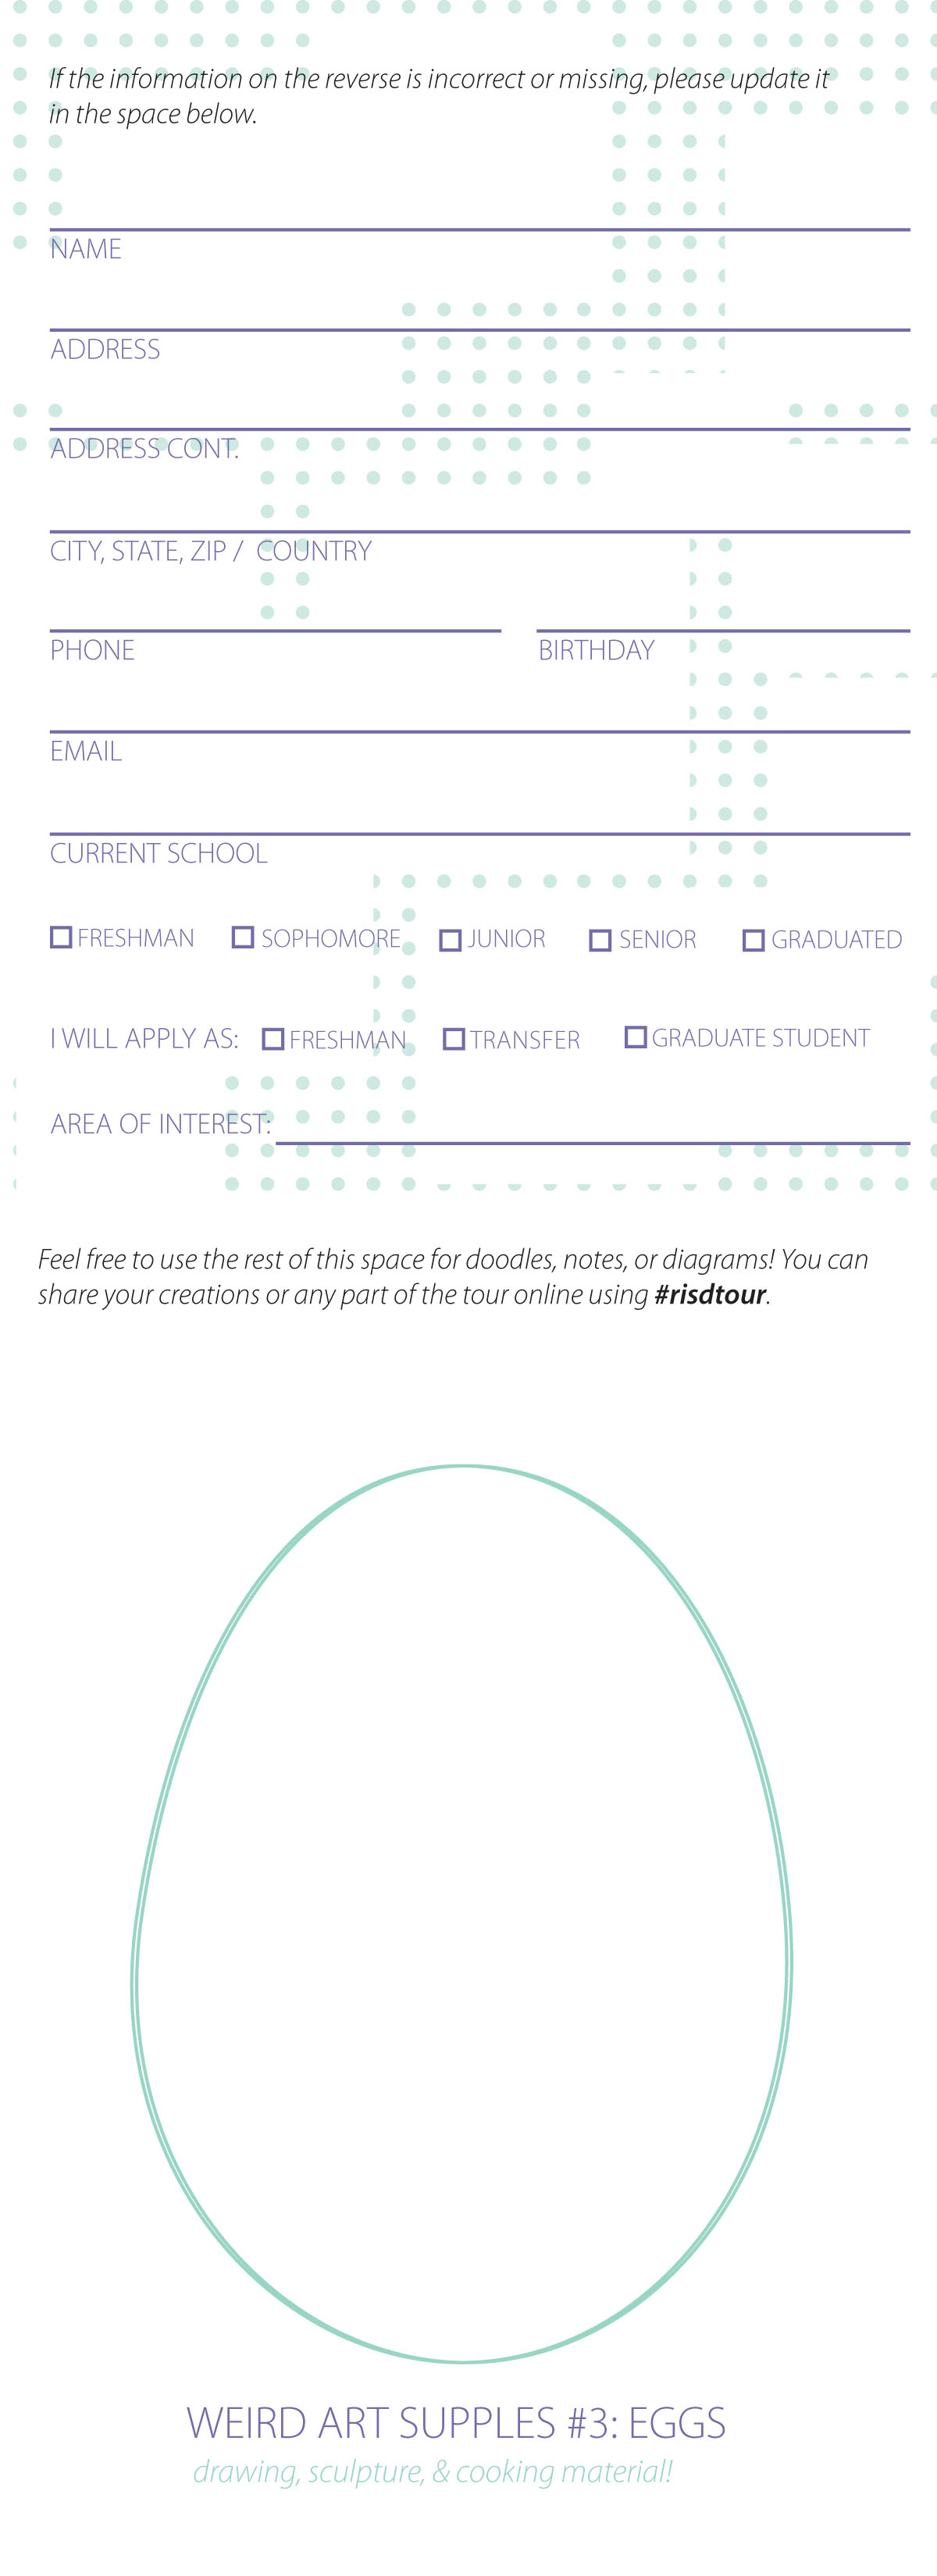 If the information on the reverse is incorrect or missing, please update it
in the space below.
NAME
ADDRESS
ADDRESS CONT.
CITY, STATE, ZIP / COUNTRY
PHONE BIRTHDAY
EMAIL
CURRENT SCHOOL
FRESHMAN SOPHOMORE JUNIOR SENIOR GRADUATED
I WILL APPLY AS: FRESHMAN TRANSFER GRADUATE STUDENT
AREA OF INTEREST:
Feel free to use the rest of this space for doodles, notes, or diagrams! You can
share your creations or any part of the tour online using #risdtour.
WEIRD ART SUPPLES #3: EGGS
drawing, sculpture, & cooking material!